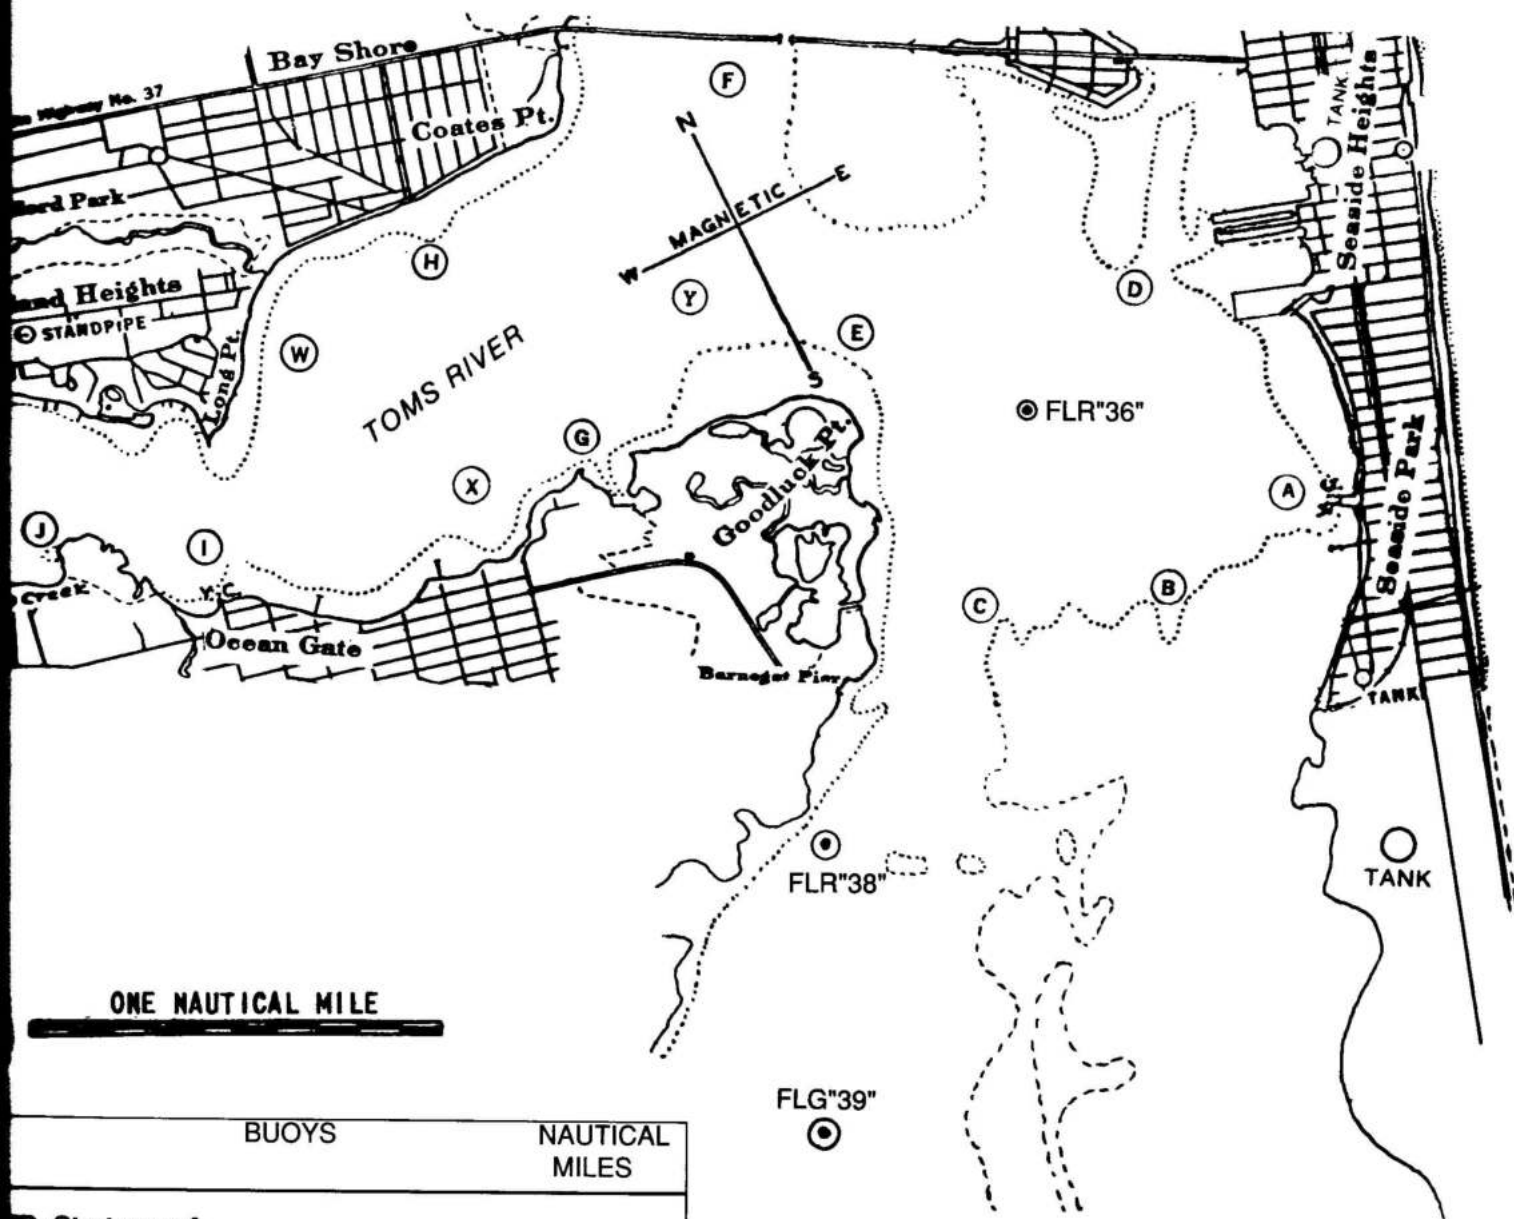 Bay Shore
Highway No. 37
Coates Pt.
F
N
MAGNETIC
E
W
TANK
Seaside Heights
Park
H
Heights
STANDPIPE
Long Pt.
W
TOMS RIVER
Y
E
S
D
FLR"36"
G
X
Goodluck Pt.
A
Seaside Park
J
I
Y. C.
Creek
Ocean Gate
C
B
Barnegat Pier
TANK
FLR"38"
TANK
ONE NAUTICAL MILE
FLG"39"
BUOYS
NAUTICAL
MILES